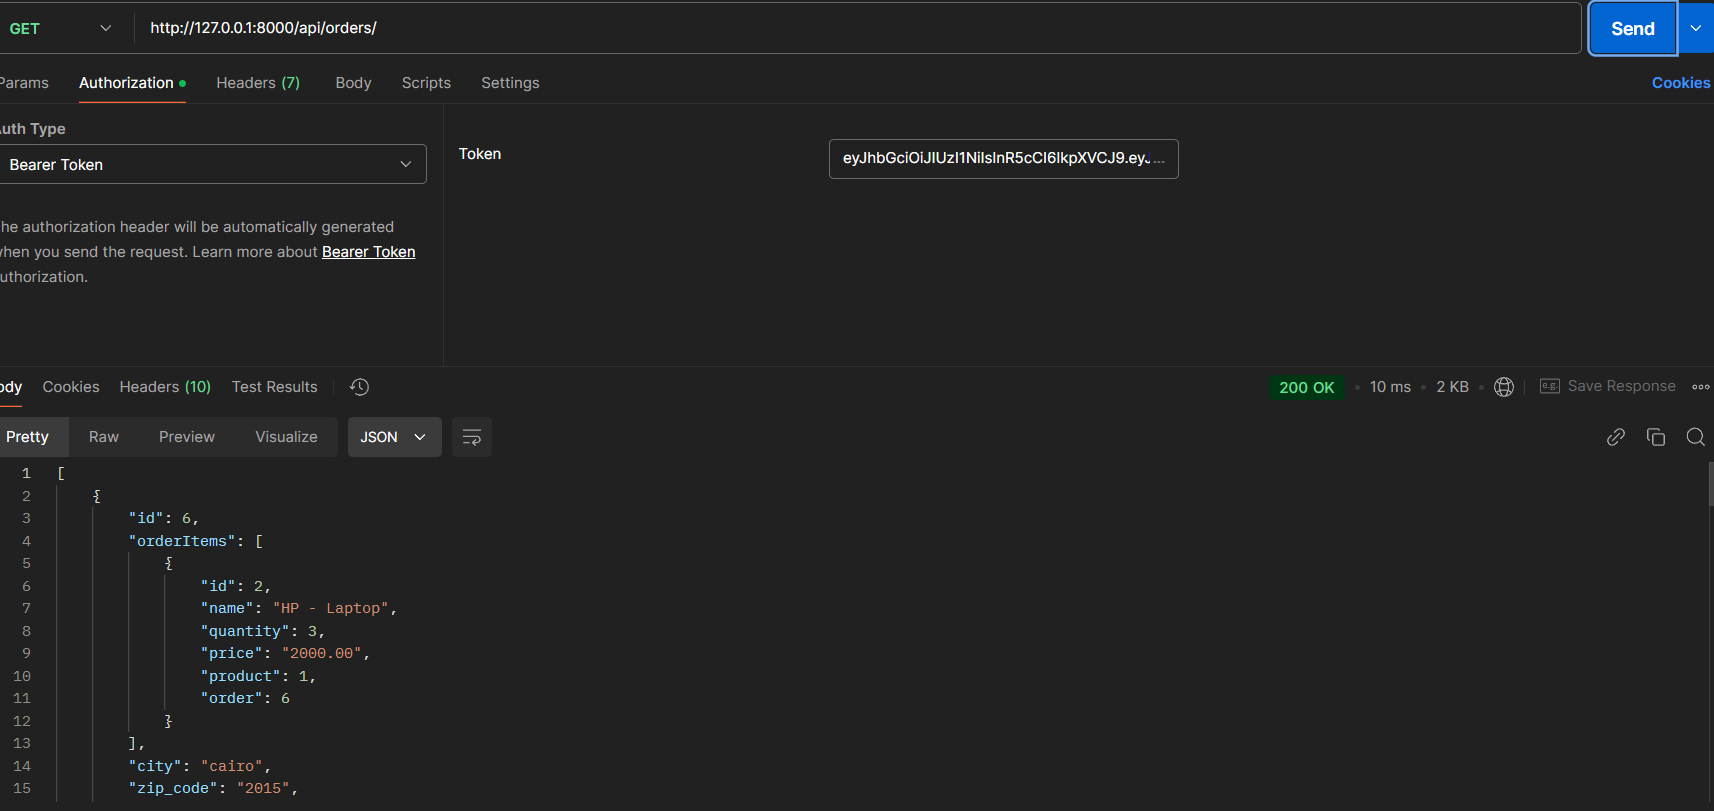 GET http://127.0.0.1:8000/api/orders/ Send
Params Authorization Headers (7) Body Scripts Settings Cookies
Auth Type
Bearer Token
Token
eyJhbGciOiJIUzI1NiIsInR5cCI6IkpXVCJ9.eyJ...
he authorization header will be automatically generated
when you send the request. Learn more about Bearer Token
uthorization.
ody Cookies Headers (10) Test Results 200 OK • 10 ms • 2 KB • e.g. Save Response
Pretty Raw Preview Visualize JSON
1 [
2 {
3 "id": 6,
4 "orderItems": [
5 {
6 "id": 2,
7 "name": "HP - Laptop",
8 "quantity": 3,
9 "price": "2000.00",
10 "product": 1,
11 "order": 6
12 }
13 ],
14 "city": "cairo",
15 "zip_code": "2015",